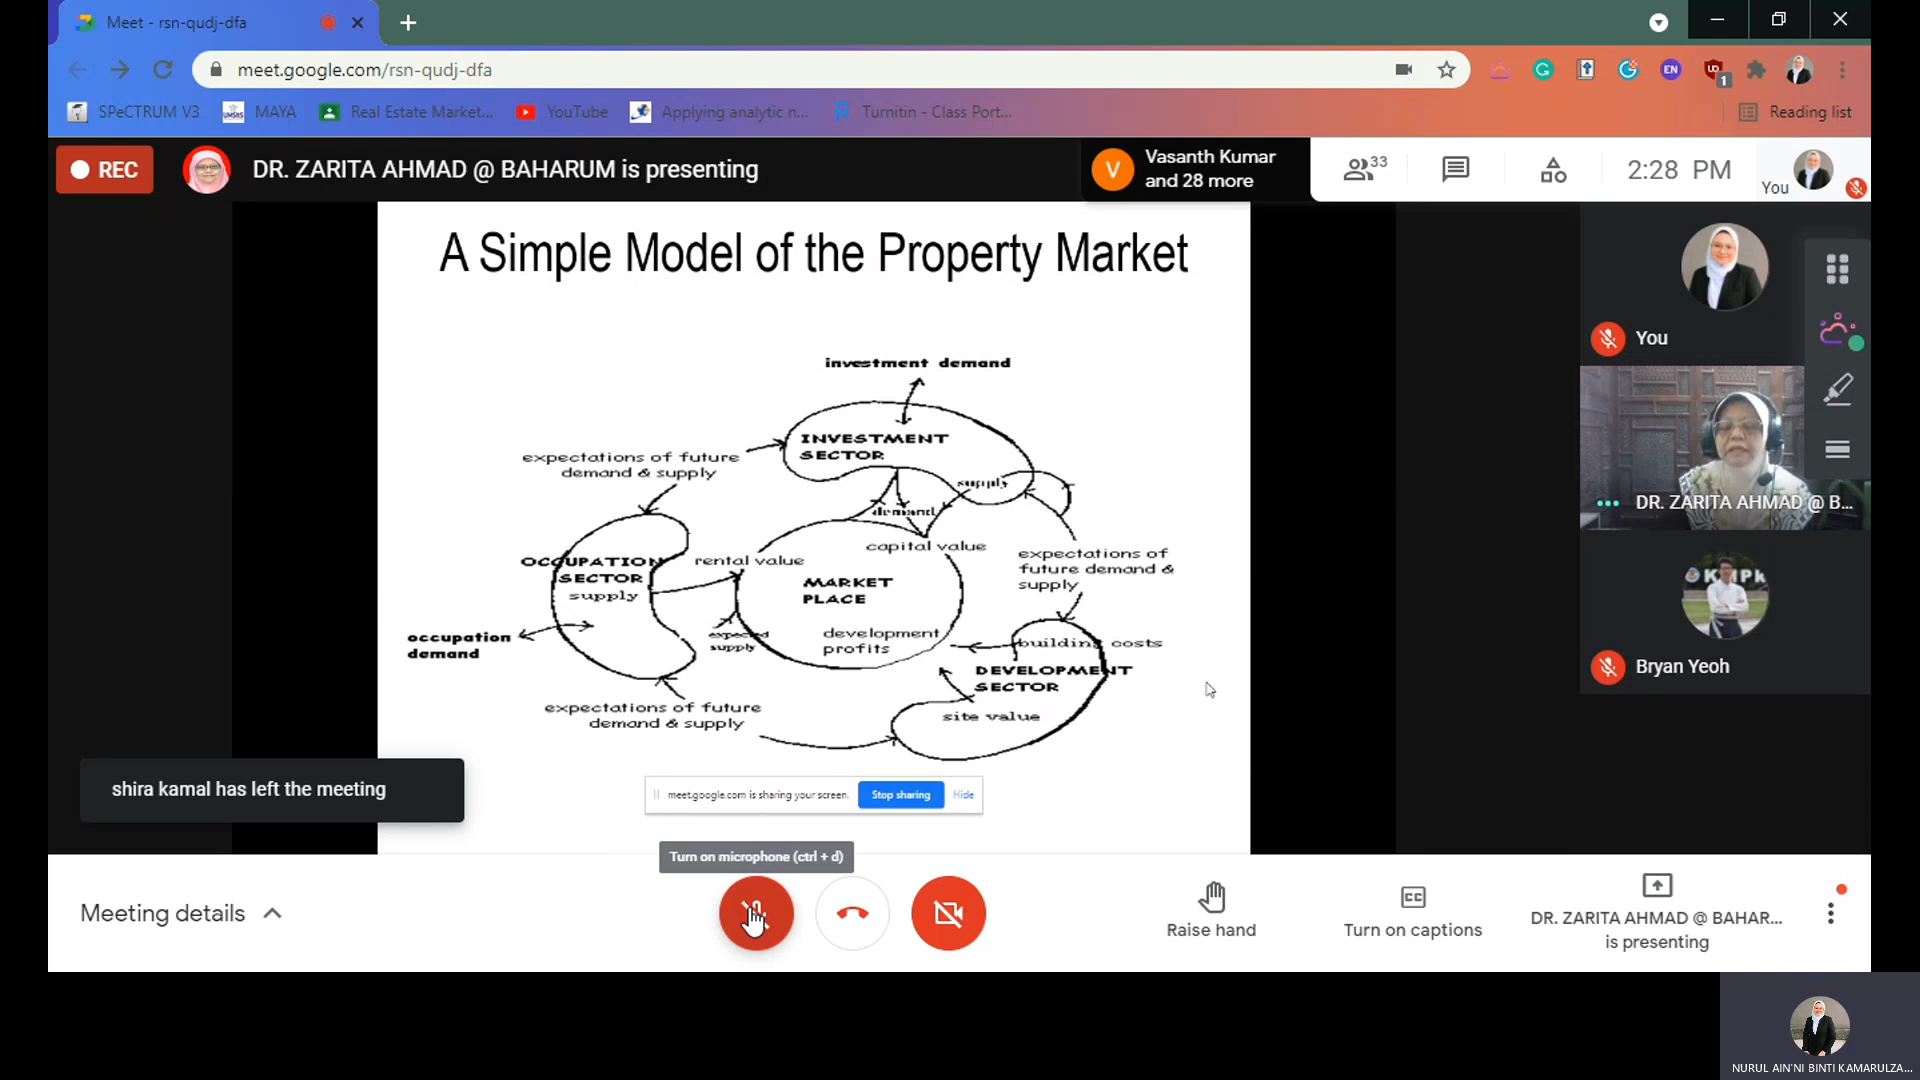 Meet - rsn-qudj-dfa
meet.google.com/rsn-qudj-dfa
EN
1
SPeCTRUM V3
MAYA
Real Estate Market...
YouTube
Applying analytic n...
Turnitin - Class Port...
Reading list
REC
DR. ZARITA AHMAD @ BAHARUM is presenting
V
Vasanth Kumar
and 28 more
33
2:28 PM
You
A Simple Model of the Property Market
investment demand
INVESTMENT
SECTOR
expectations of future
demand & supply
supply
demand
capital value
rental value
OCCUPATION
SECTOR
supply
MARKET
PLACE
expectations of
future demand &
supply
occupation
demand
expected
supply
development
profits
building costs
DEVELOPMENT
SECTOR
site value
expectations of future
demand & supply
meet.google.com is sharing your screen.
Stop sharing
Hide
You
DR. ZARITA AHMAD @ B...
Bryan Yeoh
shira kamal has left the meeting
Turn on microphone (ctrl + d)
Meeting details
Raise hand
CC
Turn on captions
DR. ZARITA AHMAD @ BAHAR...
is presenting
NURUL AIN'NI BINTI KAMARULZA...